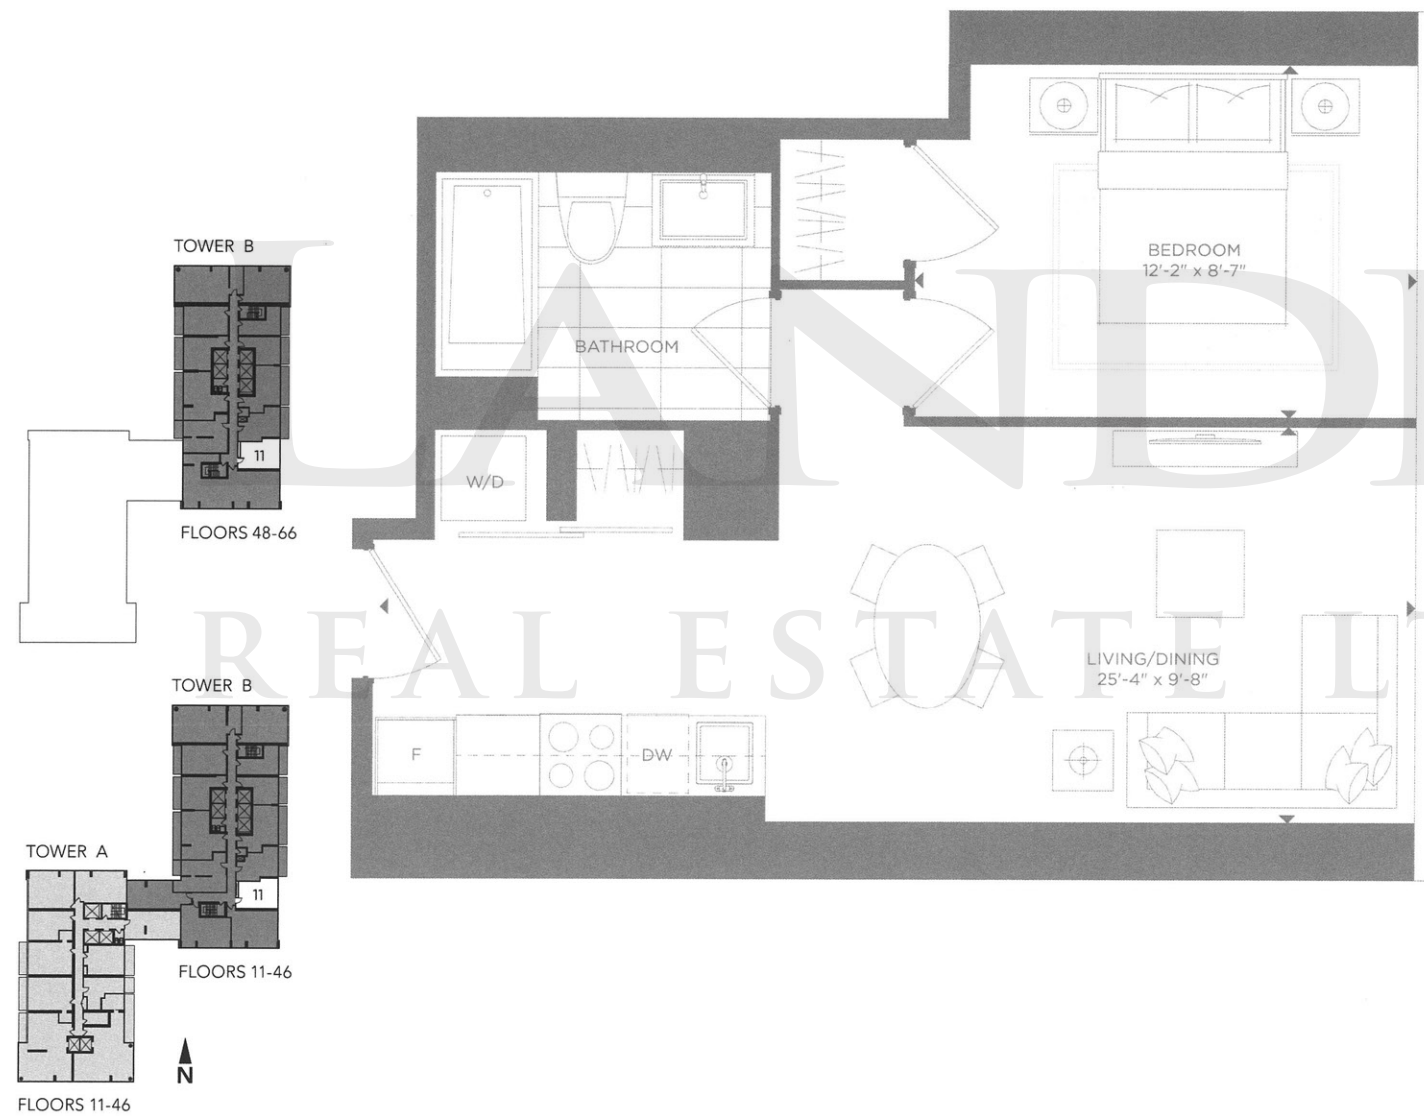 TOWER B
11
FLOORS 48-66
TOWER B
11
FLOORS 11-46
TOWER A
FLOORS 11-46
N
BEDROOM
12'-2" x 8'-7"
BATHROOM
W/D
LIVING/DINING
25'-4" x 9'-8"
F
DW
REAL ESTATE